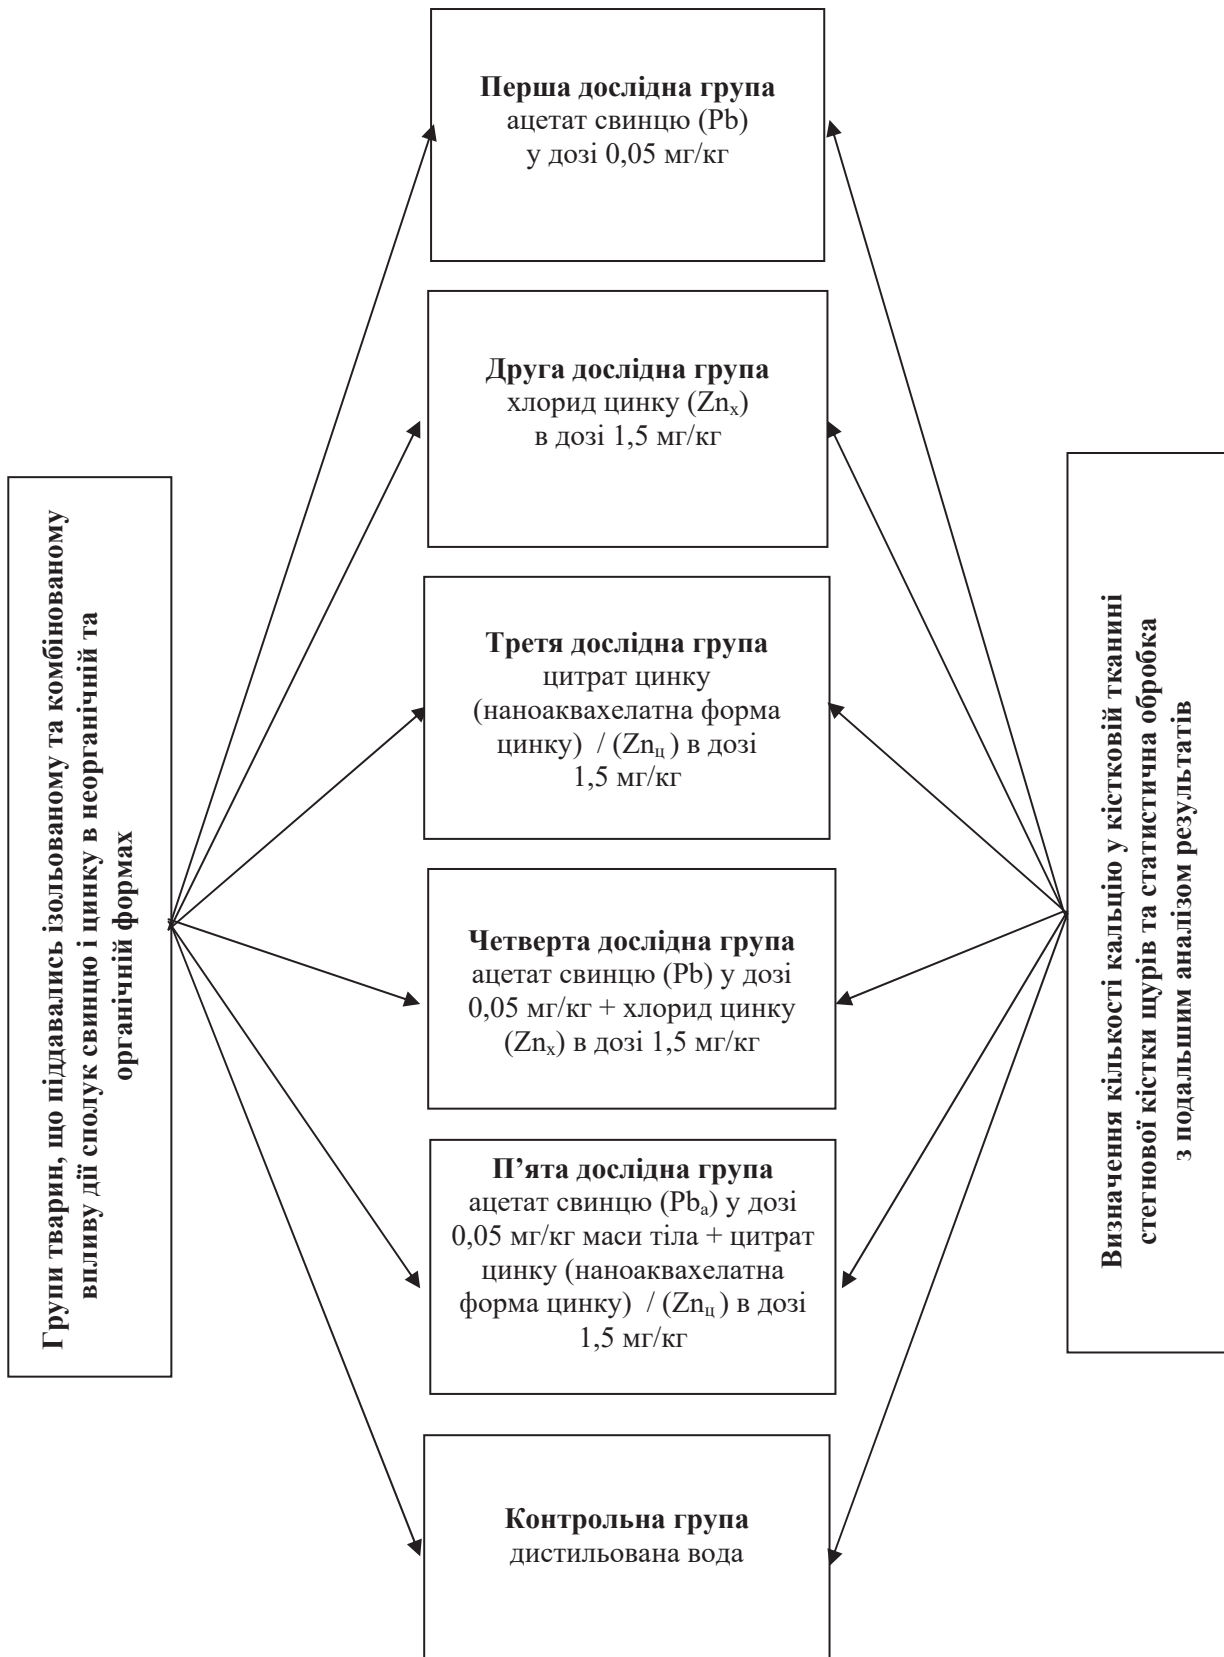 Групи тварин, що піддавались ізольованому та комбінованому
впливу дії сполук свинцю і цинку в неорганічній та
органічній формах
Перша дослідна група
ацетат свинцю (Pb)
у дозі 0,05 мг/кг
Друга дослідна група
хлорид цинку (Znₓ)
в дозі 1,5 мг/кг
Третя дослідна група
цитрат цинку
(наноаквахелатна форма
цинку) / (Znц ) в дозі
1,5 мг/кг
Четверта дослідна група
ацетат свинцю (Pb) у дозі
0,05 мг/кг + хлорид цинку
(Znₓ) в дозі 1,5 мг/кг
П’ята дослідна група
ацетат свинцю (Pbₐ) у дозі
0,05 мг/кг маси тіла + цитрат
цинку (наноаквахелатна
форма цинку) / (Znц ) в дозі
1,5 мг/кг
Контрольна група
дистильована вода
Визначення кількості кальцію у кістковій тканині
стегнової кістки щурів та статистична обробка
з подальшим аналізом результатів